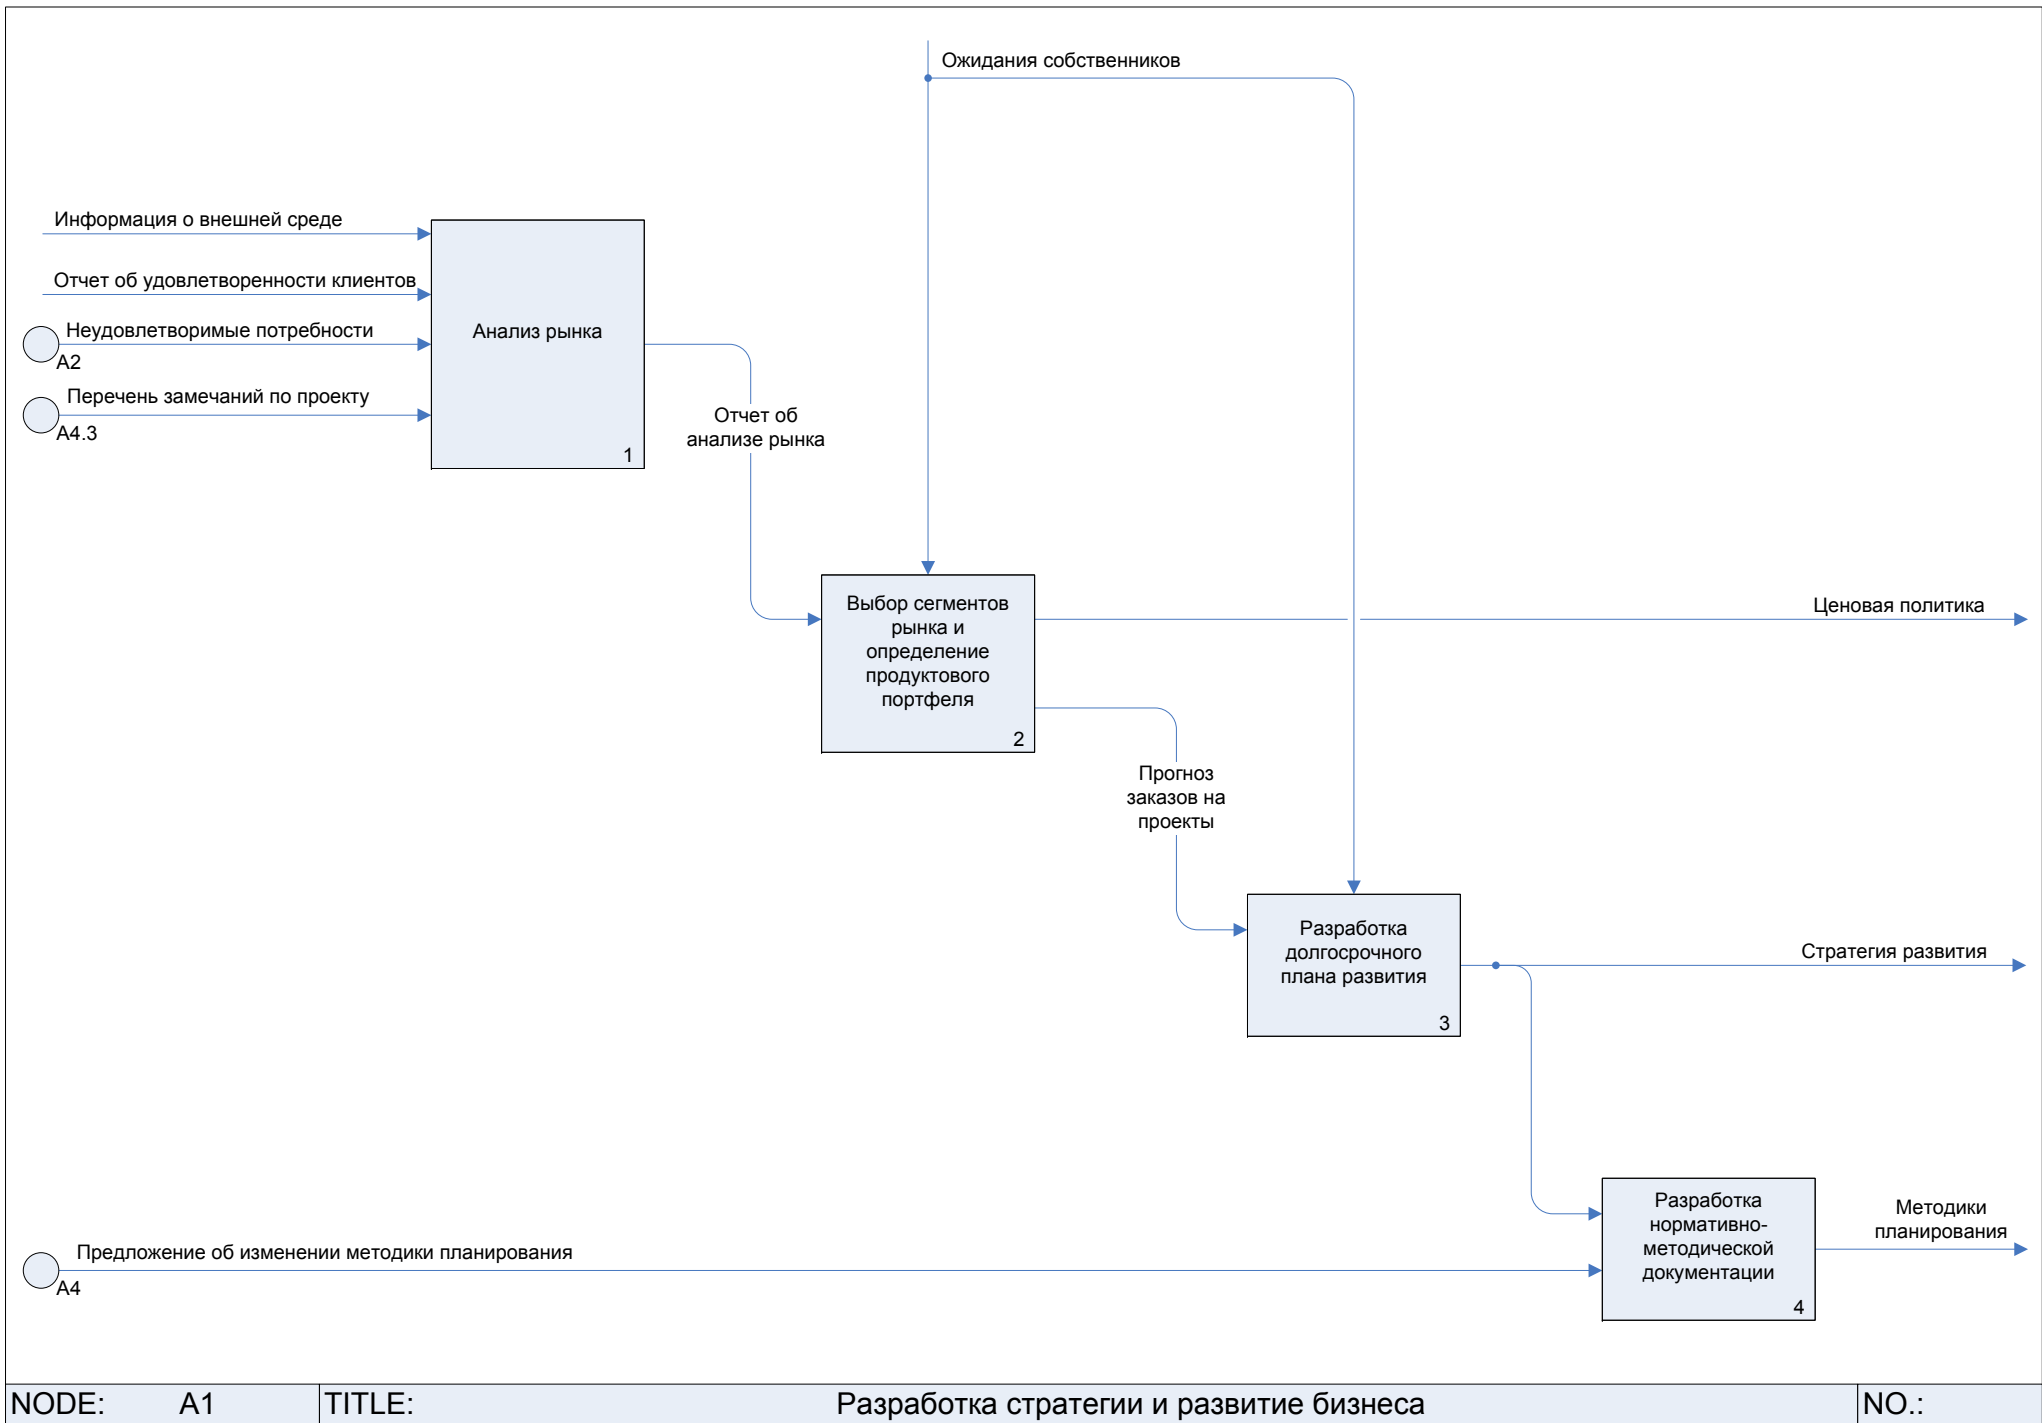 Ожидания собственников
Информация о внешней среде
Отчет об удовлетворенности клиентов
Неудовлетворимые потребности
A2
Перечень замечаний по проекту
A4.3
Анализ рынка
1
Отчет об
анализе рынка
Выбор сегментов
рынка и
определение
продуктового
портфеля
2
Ценовая политика
Прогноз
заказов на
проекты
Разработка
долгосрочного
плана развития
3
Стратегия развития
Разработка
нормативно-
методической
документации
4
Методики
планирования
Предложение об изменении методики планирования
A4
NODE: A1 TITLE: Разработка стратегии и развитие бизнеса NO.: